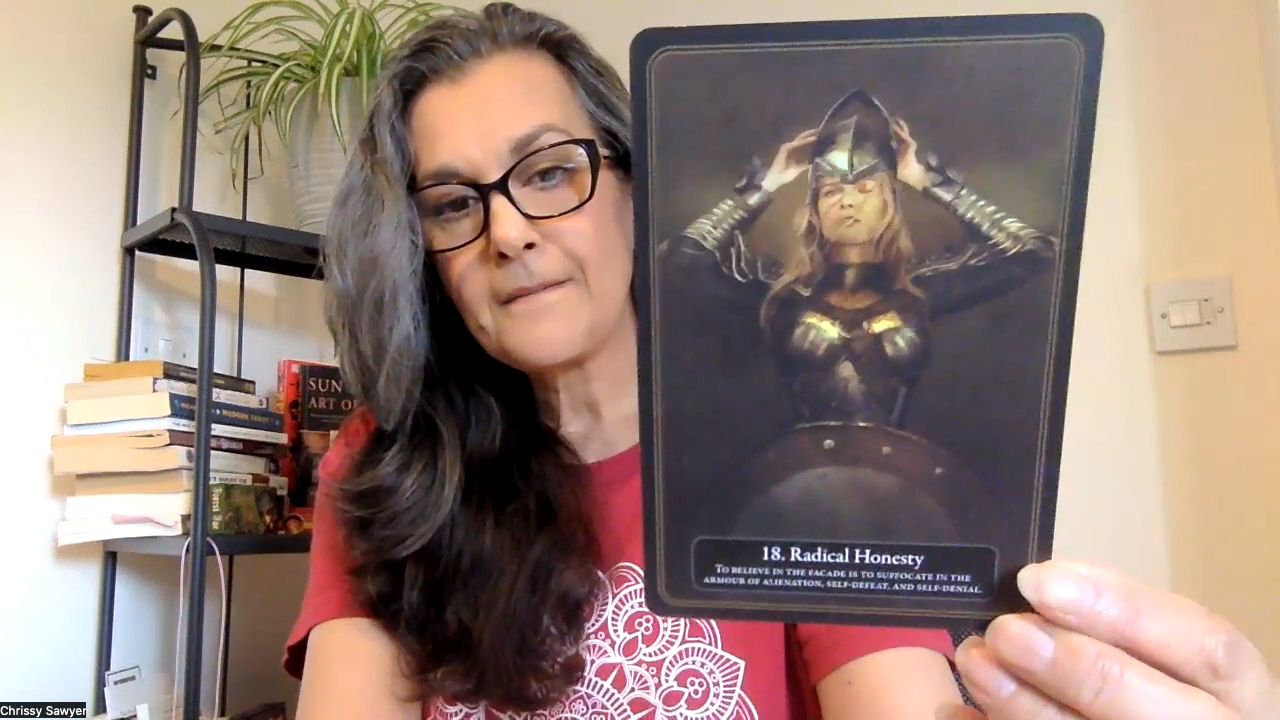 18. Radical Honesty
To believe in the facade is to suffocate in the
armour of alienation, self-defeat, and self-denial.
SUN
ART OF
MODERN TAROT
Chrissy Sawyer